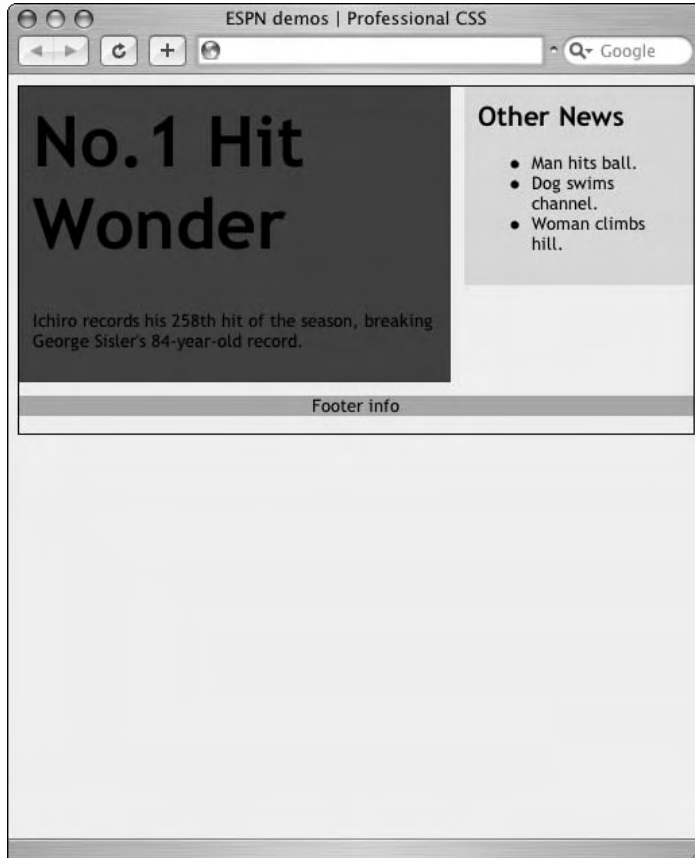 ESPN demos | Professional CSS
Google
No.1 Hit
Wonder
Ichiro records his 258th hit of the season, breaking
George Sisler's 84-year-old record.
Other News
• Man hits ball.
• Dog swims
channel.
• Woman climbs
hill.
Footer info